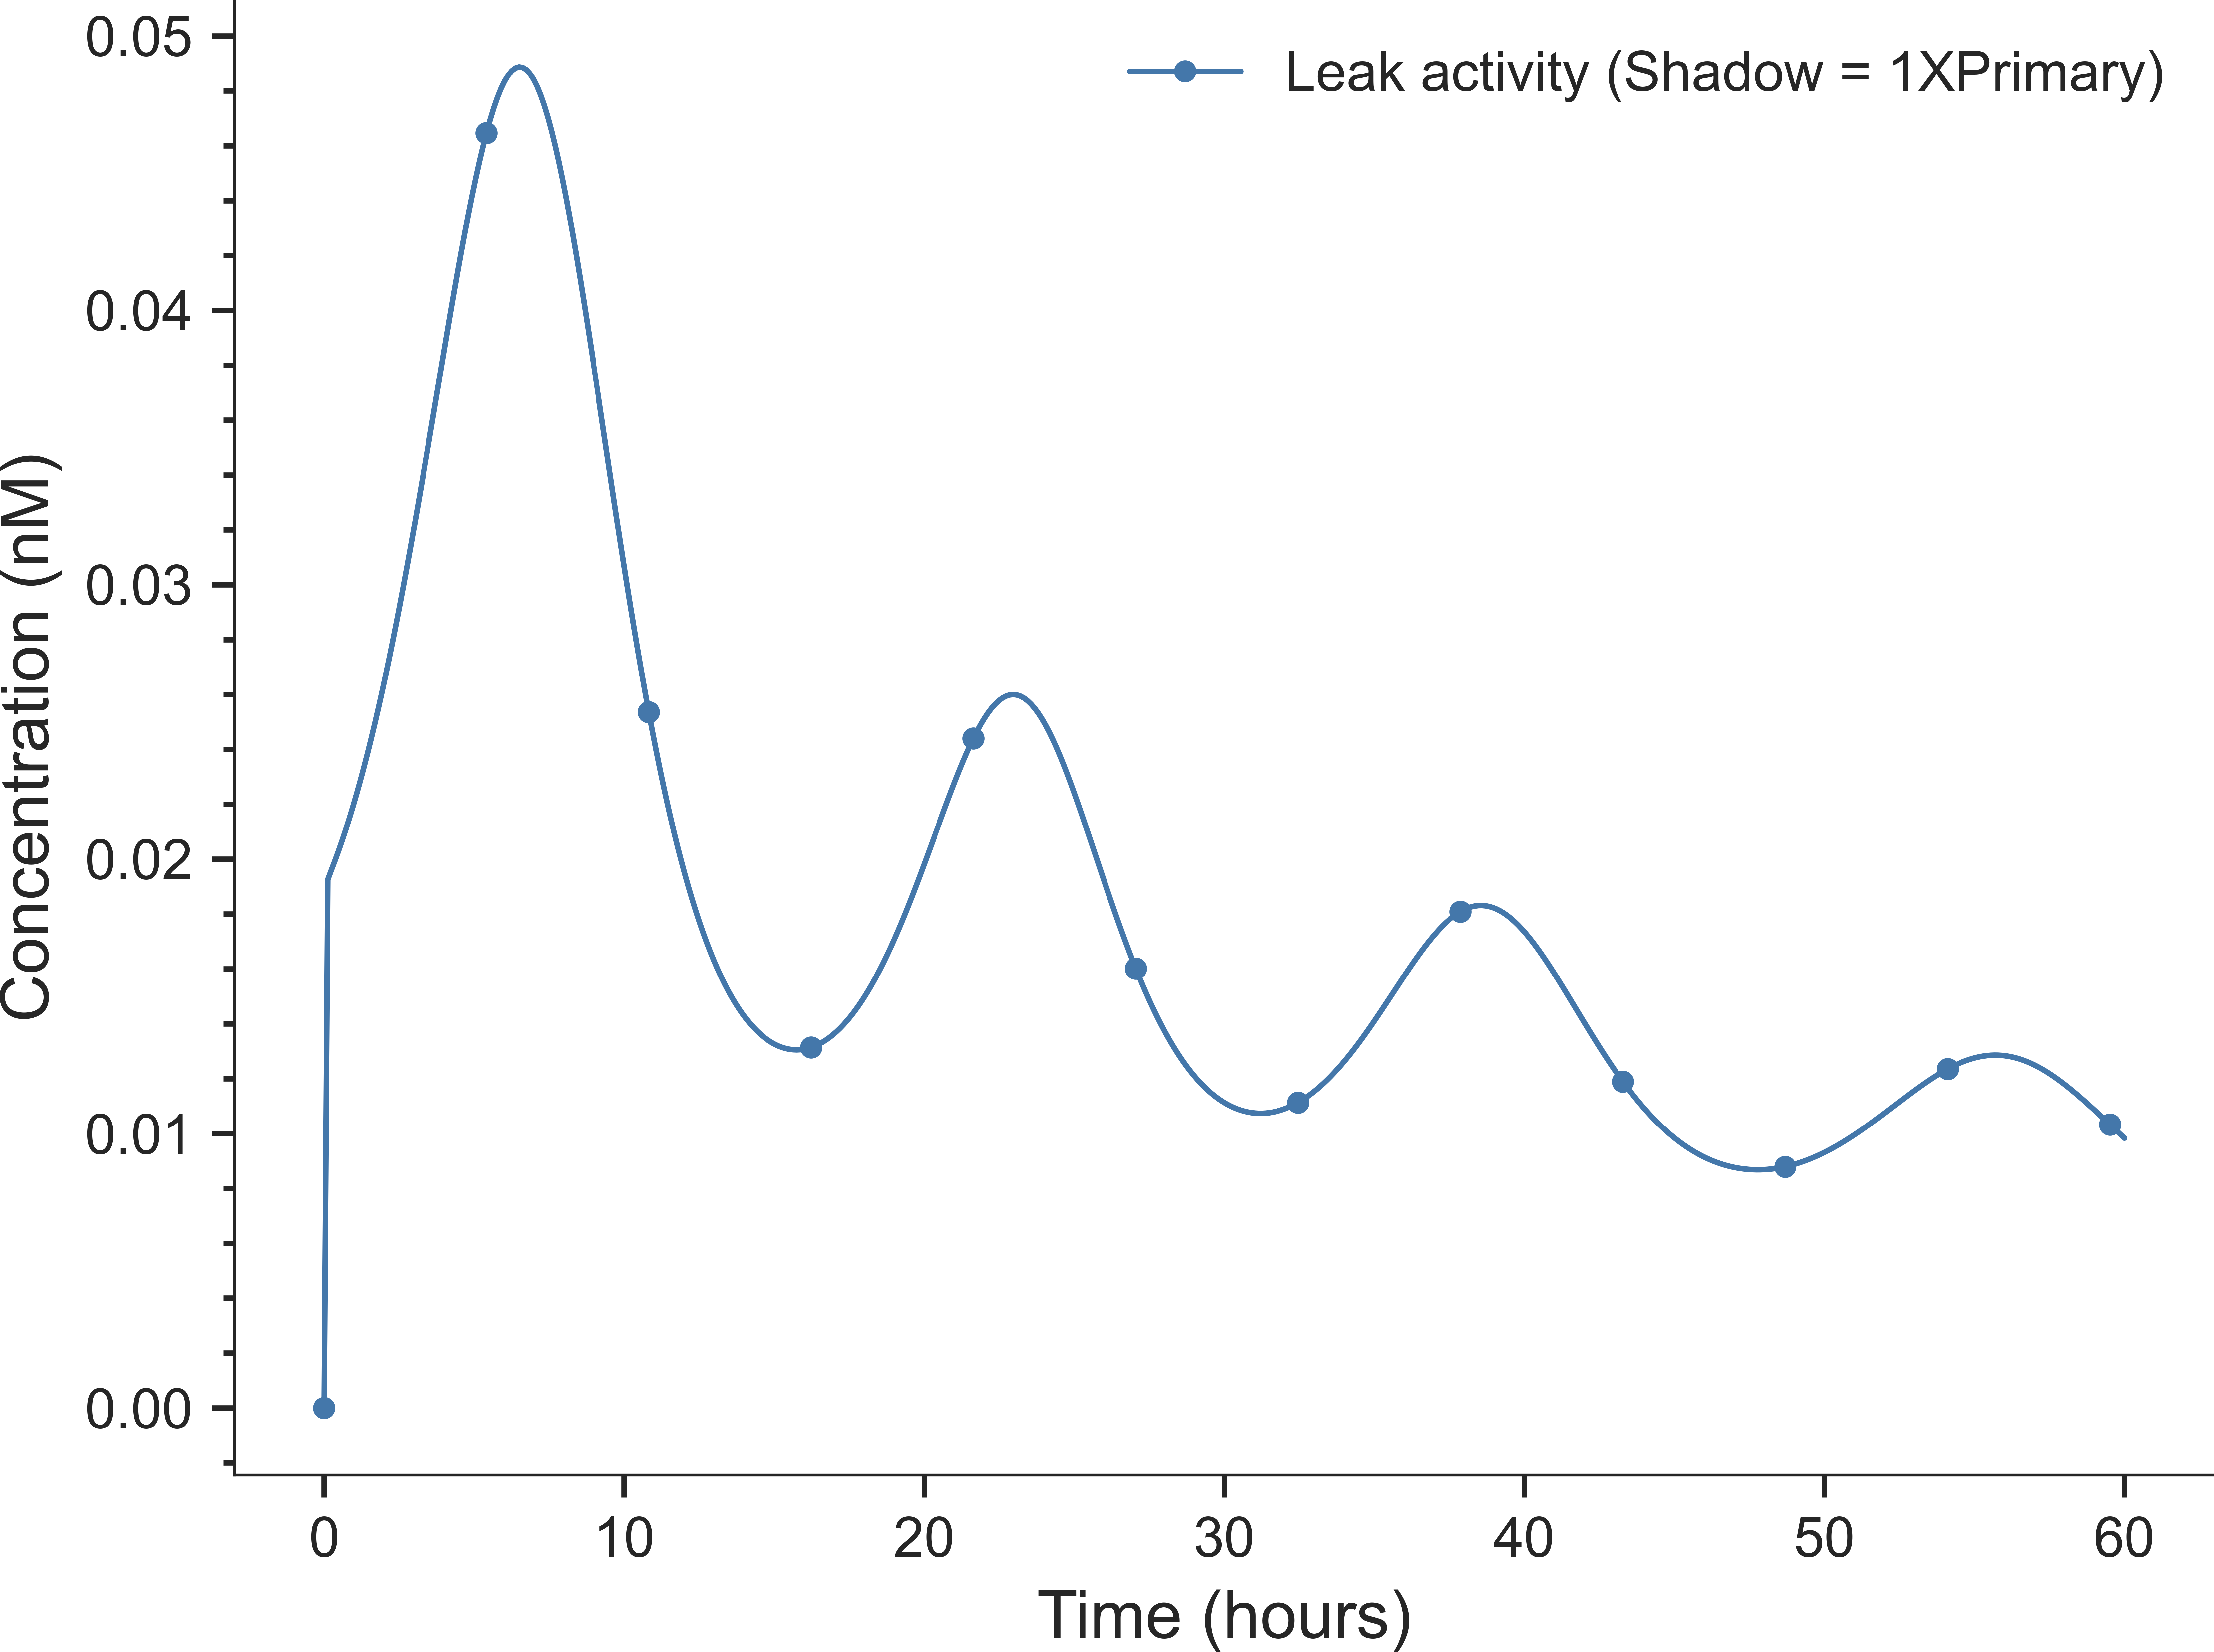 Leak activity (Shadow = 1XPrimary)
Concentration (nM)
0.05
0.04
0.03
0.02
0.01
0.00
0 10 20 30 40 50 60
Time (hours)